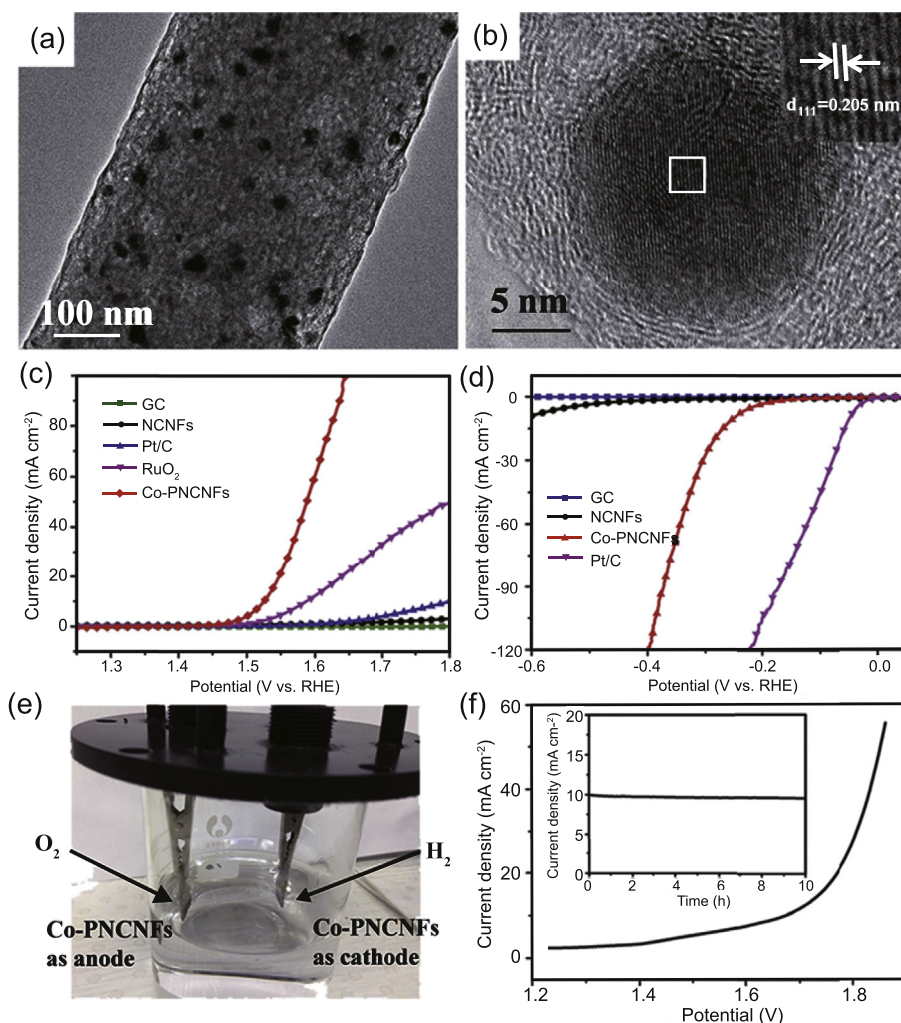 (a)
100 nm
(b)
d₁₁₁=0.205 nm
5 nm
(c)
Current density (mA cm⁻²)
80
60
40
20
0
GC
NCNFs
Pt/C
RuO₂
Co-PNCNFs
1.3 1.4 1.5 1.6 1.7 1.8
Potential (V vs. RHE)
(d)
Current density (mA cm⁻²)
0
-30
-60
-90
-120
GC
NCNFs
Co-PNCNFs
Pt/C
-0.6 -0.4 -0.2 0.0
Potential (V vs. RHE)
(e)
O₂
H₂
Co-PNCNFs
as anode
Co-PNCNFs
as cathode
(f)
Current density (mA cm⁻²)
60
40
20
0
Current density (mA cm-²)
20
15
10
5
0
0 2 4 6 8 10
Time (h)
1.2 1.4 1.6 1.8
Potential (V)